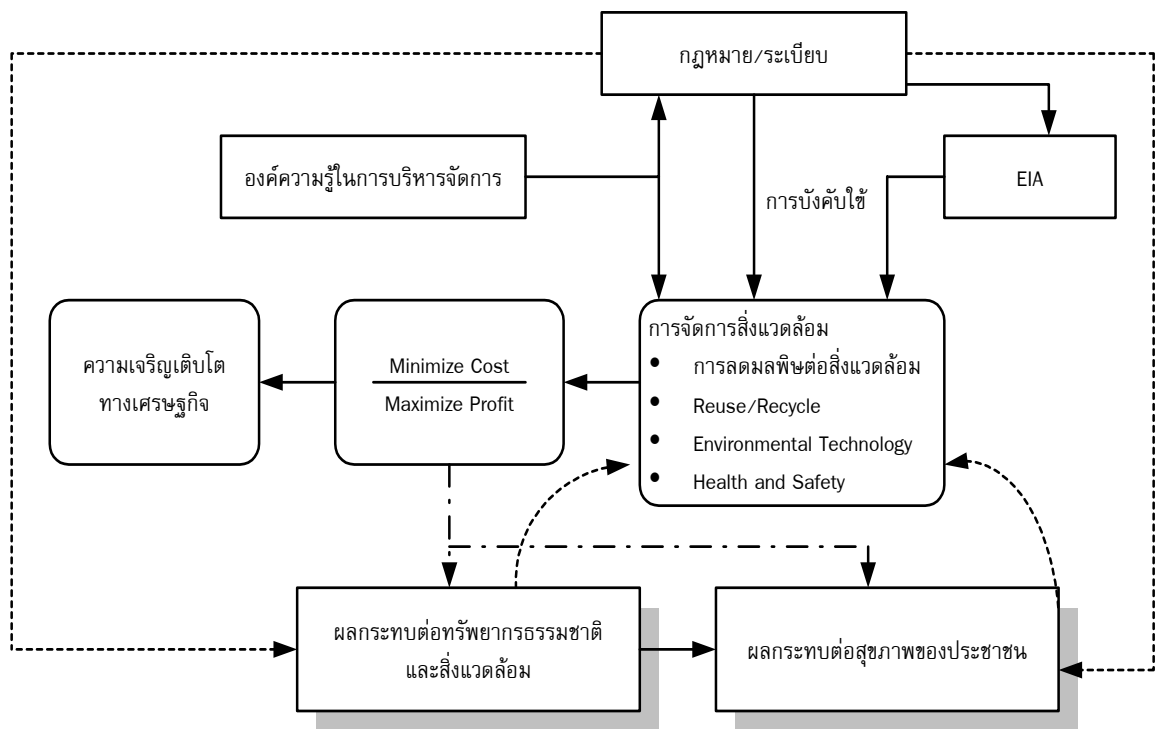 กฎหมาย/ระเบียบ
องค์ความรู้ในการบริหารจัดการ
EIA
การบังคับใช้
ความเจริญเติบโต
ทางเศรษฐกิจ
Minimize Cost
Maximize Profit
การจัดการสิ่งแวดล้อม
• การลดมลพิษต่อสิ่งแวดล้อม
• Reuse/Recycle
• Environmental Technology
• Health and Safety
ผลกระทบต่อทรัพยากรธรรมชาติ
และสิ่งแวดล้อม
ผลกระทบต่อสุขภาพของประชาชน